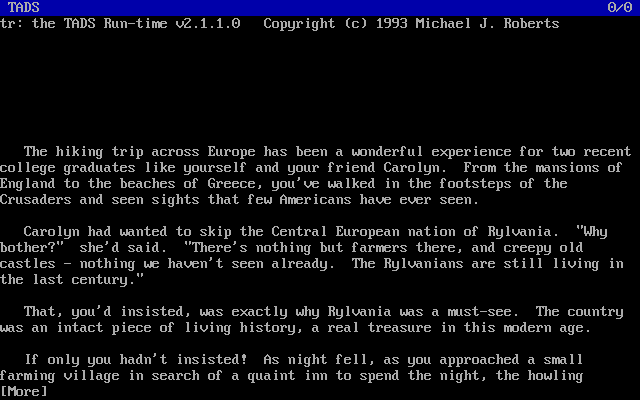 TADS 0/0
tr: the TADS Run-time v2.1.1.0   Copyright (c) 1993 Michael J. Roberts
The hiking trip across Europe has been a wonderful experience for two recent
college graduates like yourself and your friend Carolyn.  From the mansions of
England to the beaches of Greece, you've walked in the footsteps of the
Crusaders and seen sights that few Americans have ever seen.
Carolyn had wanted to skip the Central European nation of Rylvania.  "Why
bother?"  she'd said.  "There's nothing but farmers there, and creepy old
castles - nothing we haven't seen already.  The Rylvanians are still living in
the last century."
That, you'd insisted, was exactly why Rylvania was a must-see.  The country
was an intact piece of living history, a real treasure in this modern age.
If only you hadn't insisted!  As night fell, as you approached a small
farming village in search of a quaint inn to spend the night, the howling
[More]